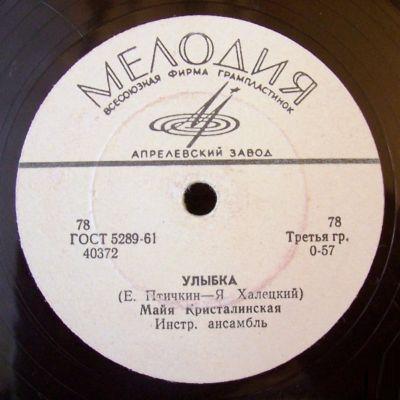 МЕЛОДИЯ
ВСЕСОЮЗНАЯ ФИРМА ГРАМПЛАСТИНОК
АПРЕЛЕВСКИЙ ЗАВОД
78
ГОСТ 5289-61
40372
78
Третья гр.
0-57
УЛЫБКА
(Е. Птичкин—Я Халецкий)
Майя Кристалинская
Инстр. ансамбль